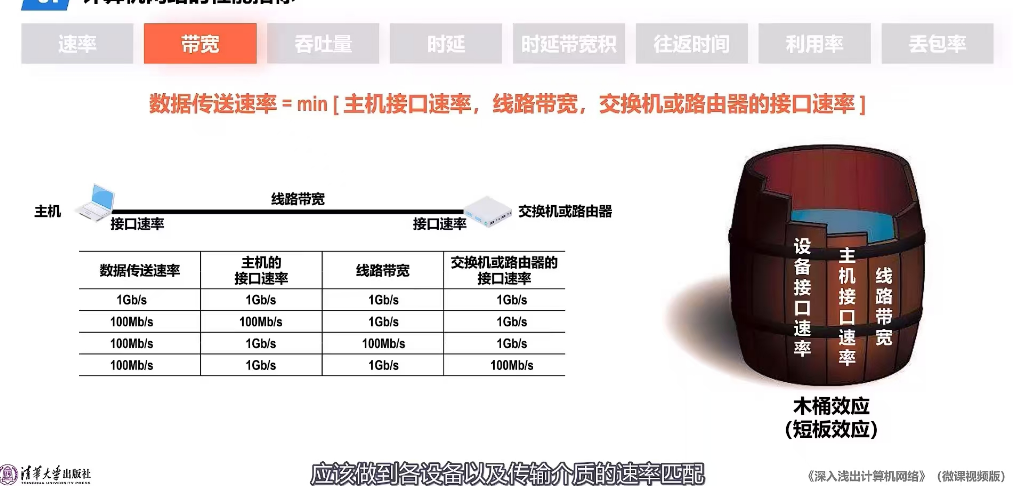 计算机网络的性能指标
速率 带宽 吞吐量 时延 时延带宽积 往返时间 利用率 丢包率
数据传送速率 = min [ 主机接口速率，线路带宽，交换机或路由器的接口速率 ]
线路带宽
主机
交换机或路由器
接口速率
接口速率
数据传送速率 主机的接口速率 线路带宽 交换机或路由器的接口速率
1Gb/s 1Gb/s 1Gb/s 1Gb/s
100Mb/s 100Mb/s 1Gb/s 1Gb/s
100Mb/s 1Gb/s 100Mb/s 1Gb/s
100Mb/s 1Gb/s 1Gb/s 100Mb/s
设备接口速率
主机接口速率
线路带宽
木桶效应
（短板效应）
应该做到各设备以及传输介质的速率匹配
清华大学出版社
《深入浅出计算机网络》（微课视频版）